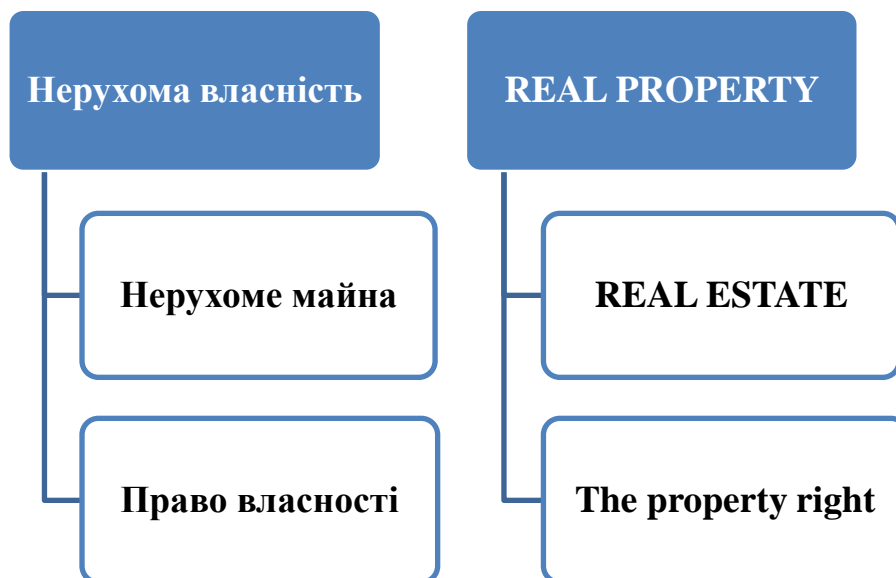 Нерухома власність
Нерухоме майна
Право власності
REAL PROPERTY
REAL ESTATE
The property right